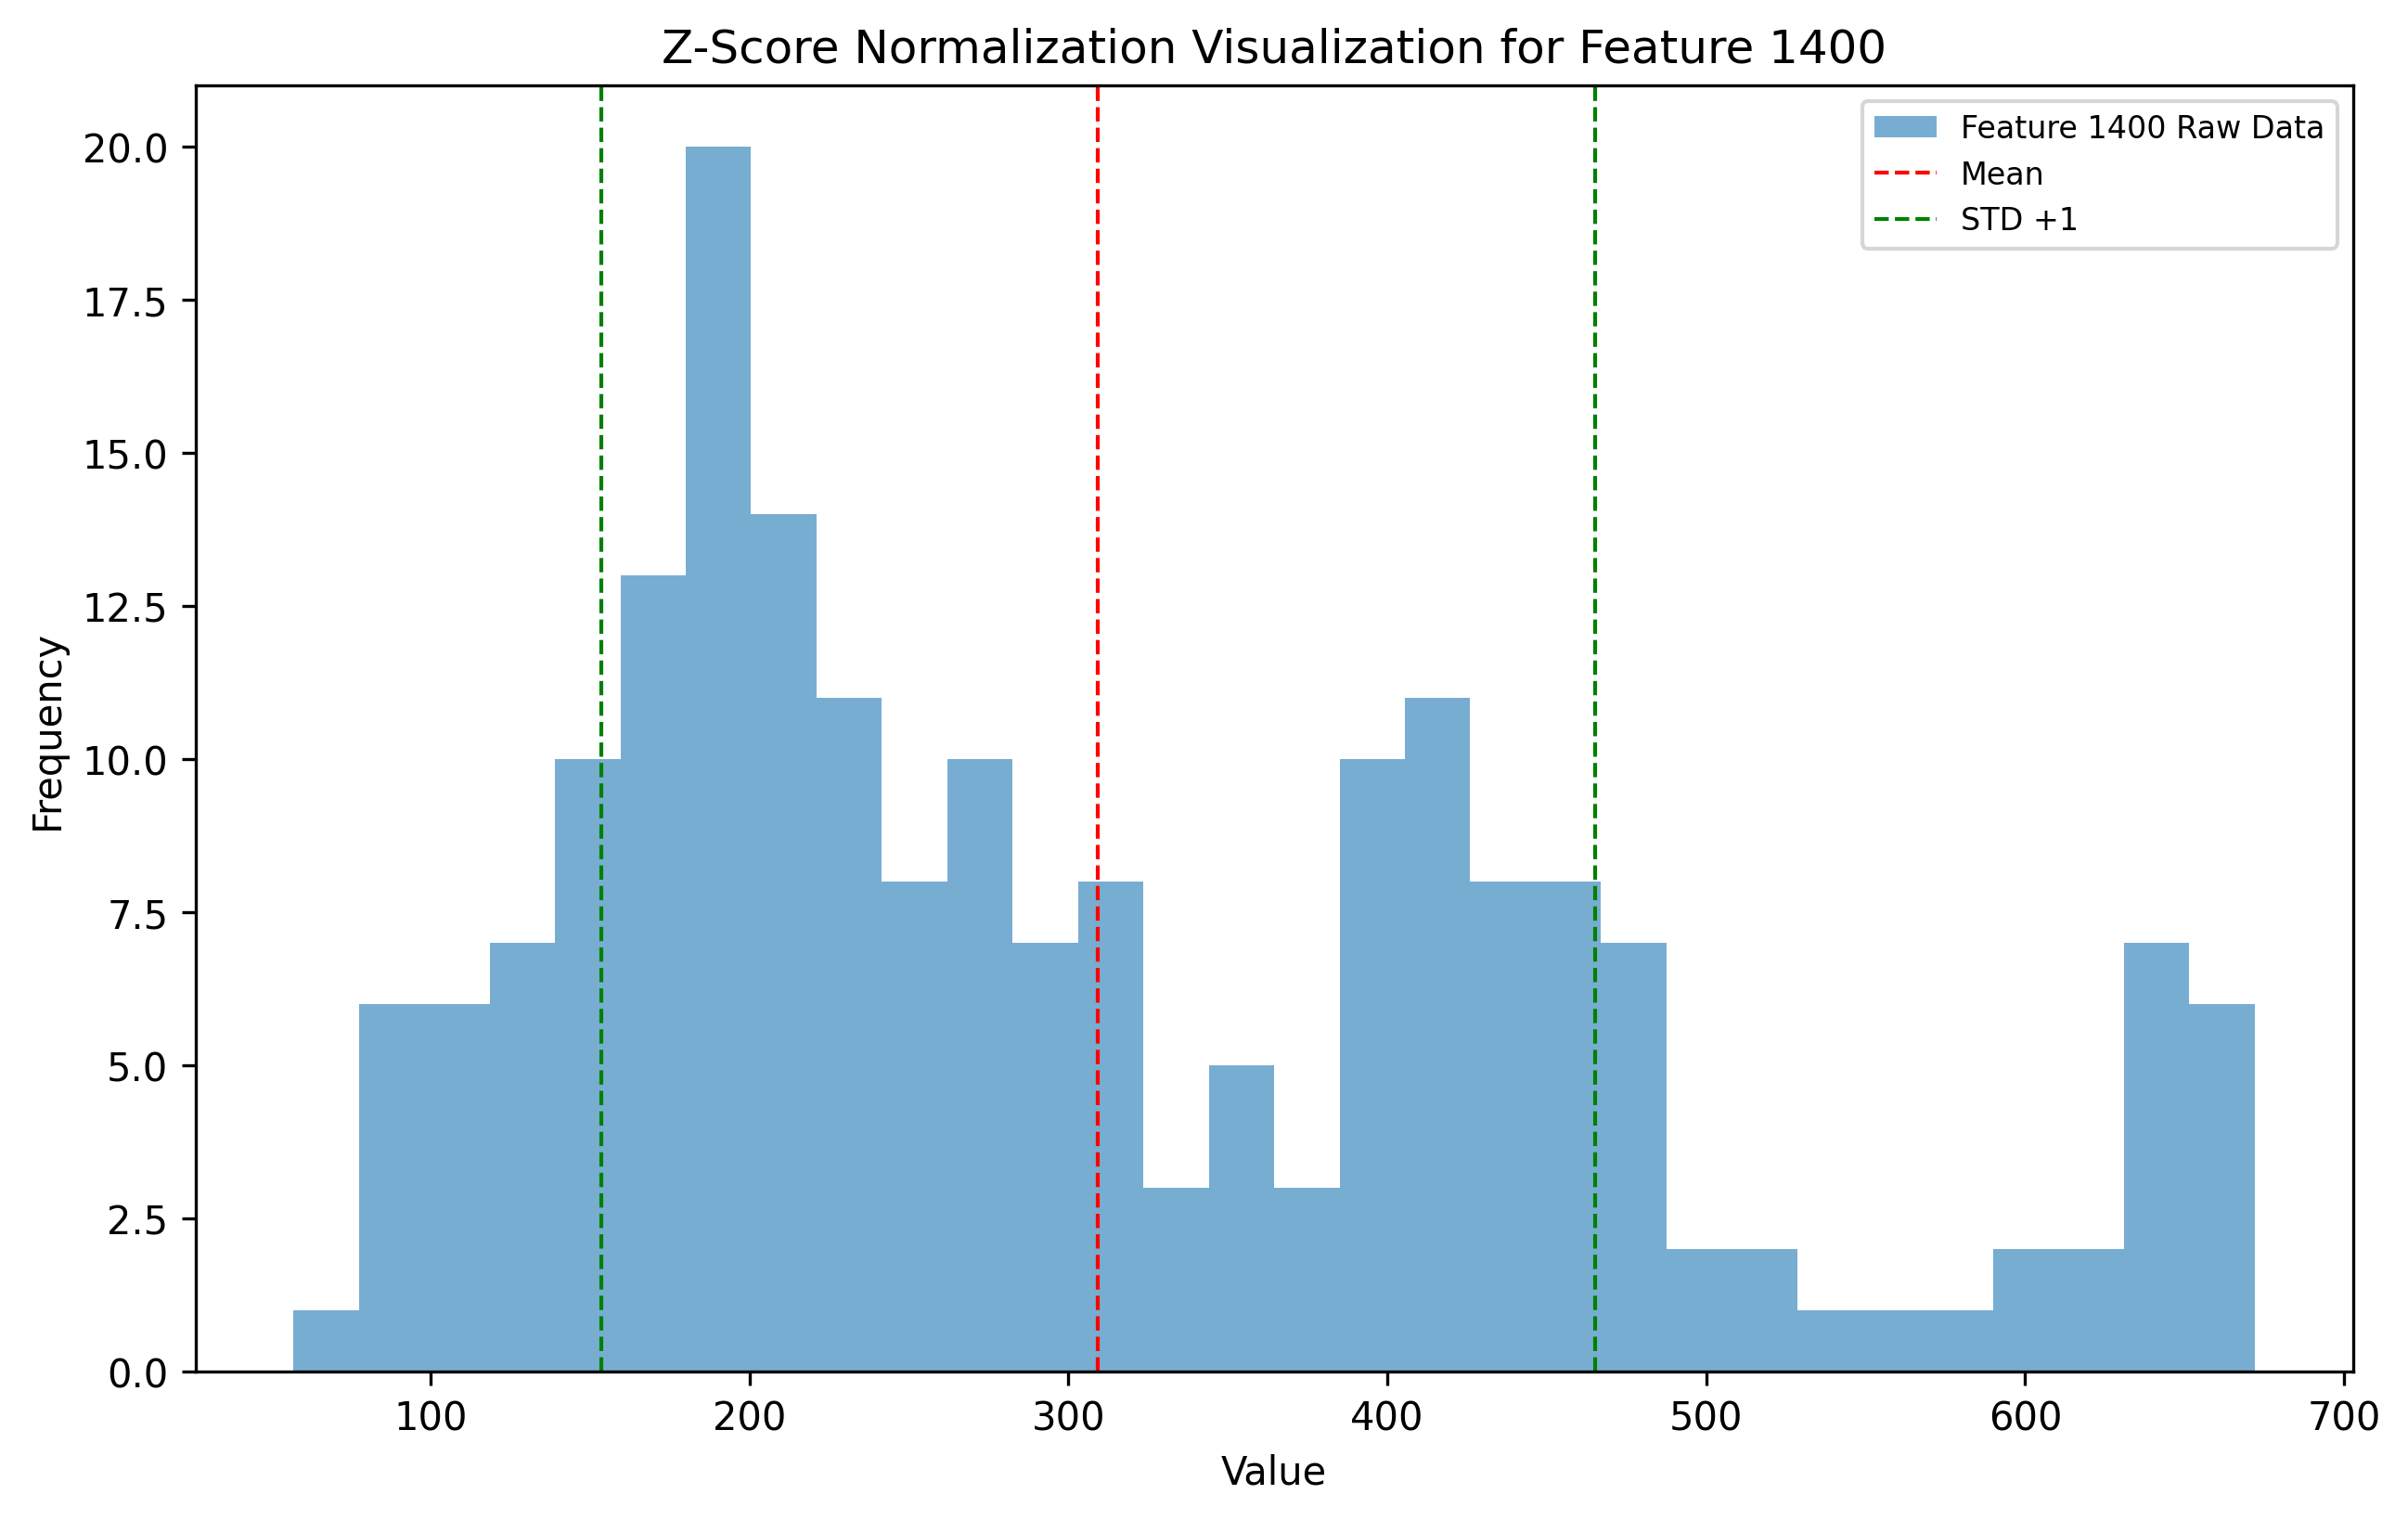 Z-Score Normalization Visualization for Feature 1400
Feature 1400 Raw Data
Mean
STD +1
20.0
17.5
15.0
12.5
10.0
7.5
5.0
2.5
0.0
Frequency
100 200 300 400 500 600 700
Value